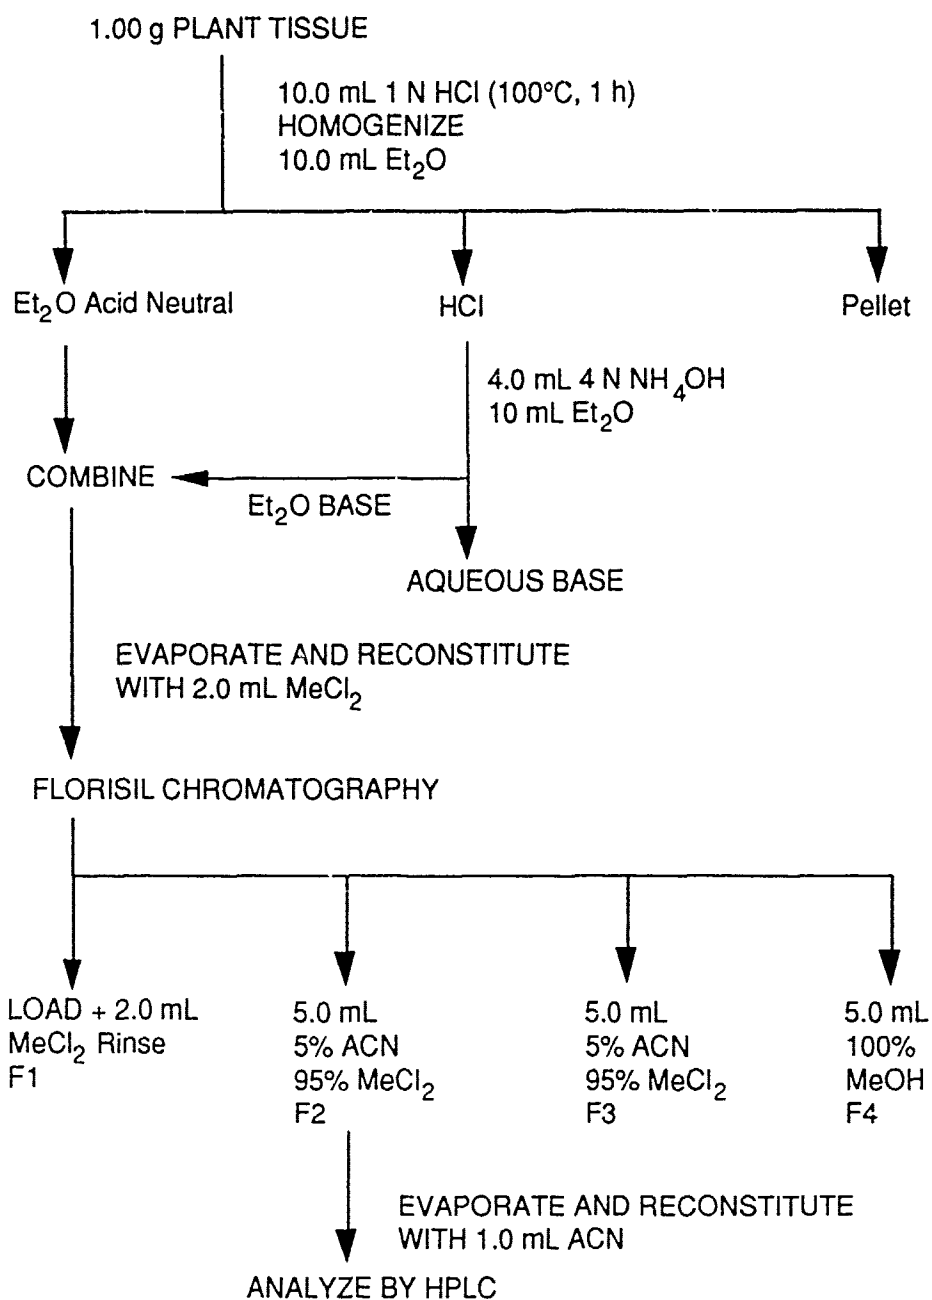 1.00 g PLANT TISSUE
10.0 mL 1 N HCl (100°C, 1 h)
HOMOGENIZE
10.0 mL Et₂O
Et₂O Acid Neutral
HCl
Pellet
4.0 mL 4 N NH₄OH
10 mL Et₂O
COMBINE
Et₂O BASE
AQUEOUS BASE
EVAPORATE AND RECONSTITUTE
WITH 2.0 mL MeCl₂
FLORISIL CHROMATOGRAPHY
LOAD + 2.0 mL
MeCl₂ Rinse
F1
5.0 mL
5% ACN
95% MeCl₂
F2
5.0 mL
5% ACN
95% MeCl₂
F3
5.0 mL
100%
MeOH
F4
EVAPORATE AND RECONSTITUTE
WITH 1.0 mL ACN
ANALYZE BY HPLC